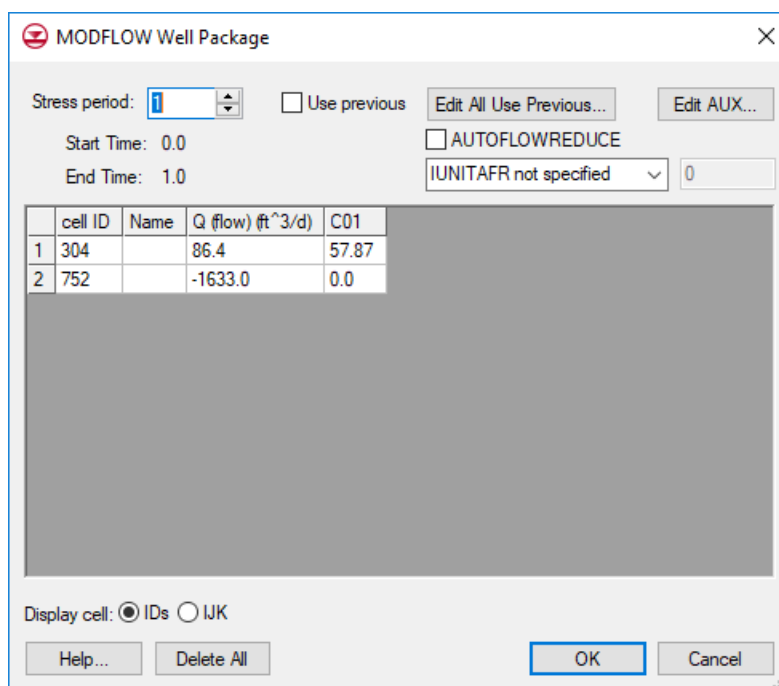 MODFLOW Well Package
Stress period: 1 Use previous Edit All Use Previous... Edit AUX...
Start Time: 0.0 AUTOFLOWREDUCE
End Time: 1.0 IUNITAFR not specified 0
cell ID Name Q (flow) (ft^3/d) C01
1 304 86.4 57.87
2 752 -1633.0 0.0
Display cell: IDs IJK
Help... Delete All OK Cancel